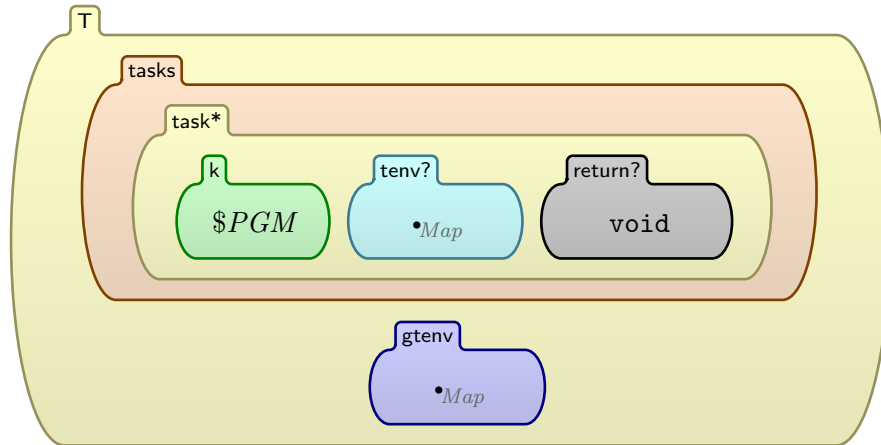 T
tasks
task*
k tenv? return?
$PGM •Map void
gtenv
•Map